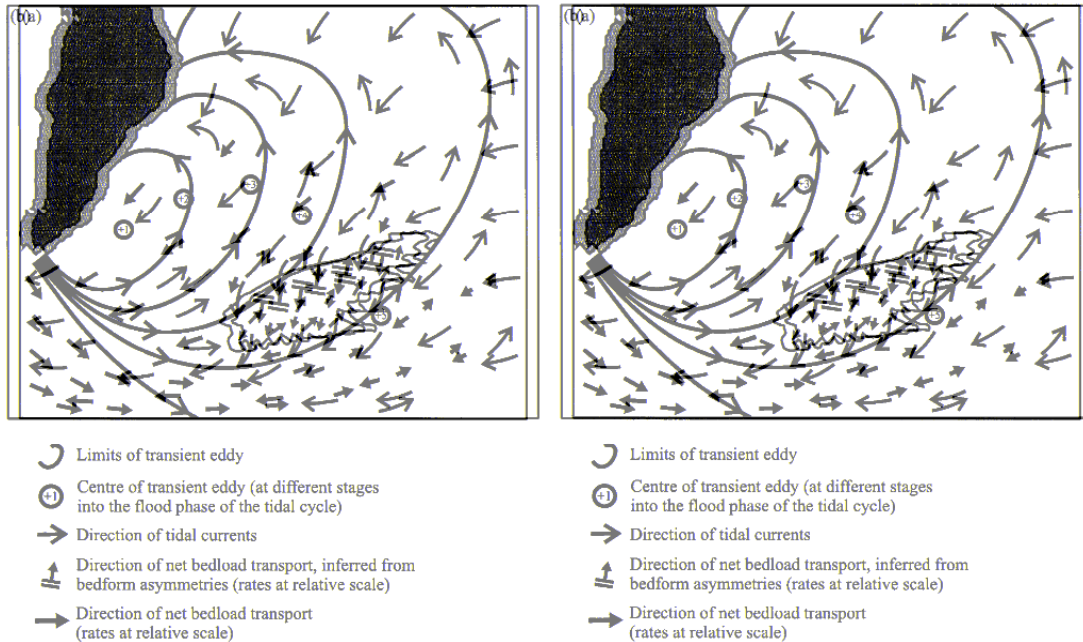 (b)(a)
+1
+2
+3
+4
+5
Limits of transient eddy
+1
Centre of transient eddy (at different stages
into the flood phase of the tidal cycle)
Direction of tidal currents
Direction of net bedload transport, inferred from
bedform asymmetries (rates at relative scale)
Direction of net bedload transport
(rates at relative scale)
(b)(a)
+1
+2
+3
+4
+5
Limits of transient eddy
+1
Centre of transient eddy (at different stages
into the flood phase of the tidal cycle)
Direction of tidal currents
Direction of net bedload transport, inferred from
bedform asymmetries (rates at relative scale)
Direction of net bedload transport
(rates at relative scale)